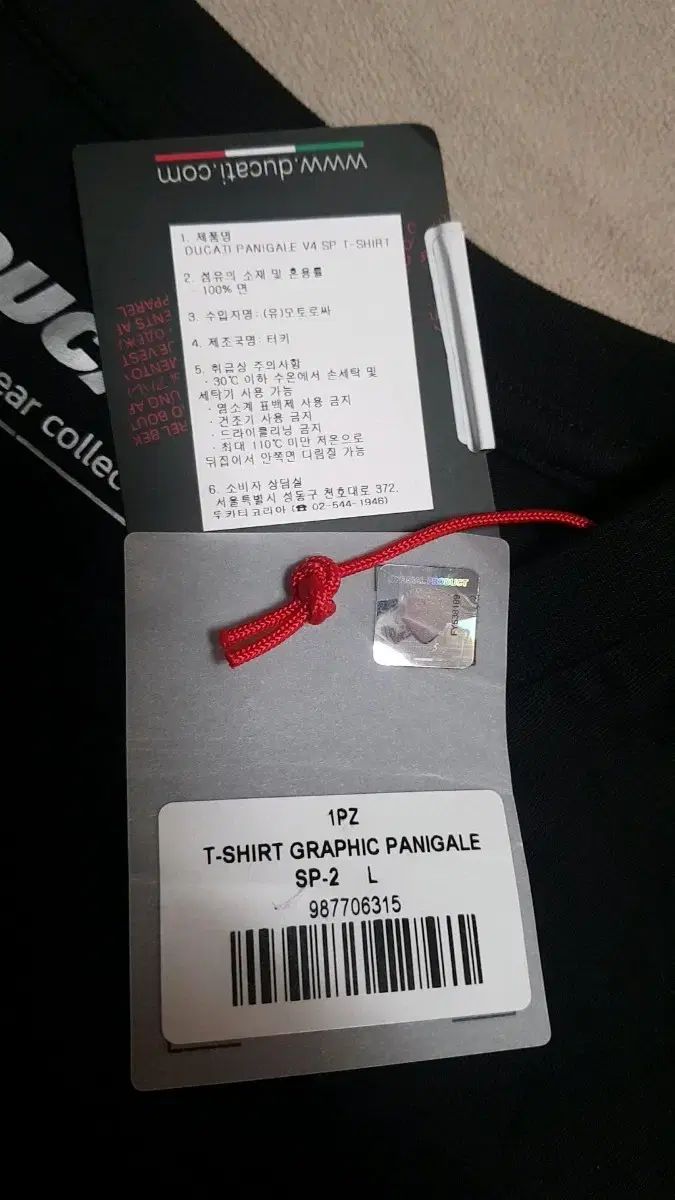 www.ducati.com
1. 제품명
DUCATI PANIGALE V4 SP T-SHIRT
2. 섬유의 소재 및 혼용률
- 100% 면
3. 수입자명: (유)모토로싸
4. 제조국명: 터키
5. 취급상 주의사항
· 30℃ 이하 수온에서 손세탁 및
세탁기 사용 가능
· 염소계 표백제 사용 금지
· 건조기 사용 금지
· 드라이클리닝 금지
· 최대 110℃ 미만 저온으로
뒤집어서 안쪽면 다림질 가능
6. 소비자 상담실
서울특별시 성동구 천호대로 372,
두카티코리아 (☎ 02-544-1946)
DUC
ear collec
OFFICIAL PRODUCT
FY638109
1PZ
T-SHIRT GRAPHIC PANIGALE
SP-2 L
987706315